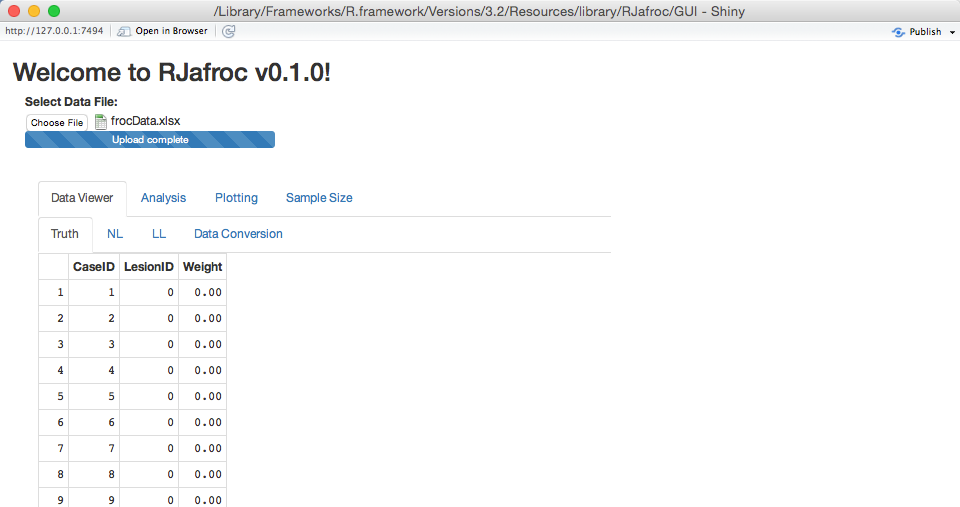 /Library/Frameworks/R.framework/Versions/3.2/Resources/library/RJafroc/GUI - Shiny
http://127.0.0.1:7494 Open in Browser Publish
Welcome to RJafroc v0.1.0!
Select Data File:
Choose File frocData.xlsx
Upload complete
Data Viewer Analysis Plotting Sample Size
Truth NL LL Data Conversion
CaseID LesionID Weight
1 1 0 0.00
2 2 0 0.00
3 3 0 0.00
4 4 0 0.00
5 5 0 0.00
6 6 0 0.00
7 7 0 0.00
8 8 0 0.00
9 9 0 0.00